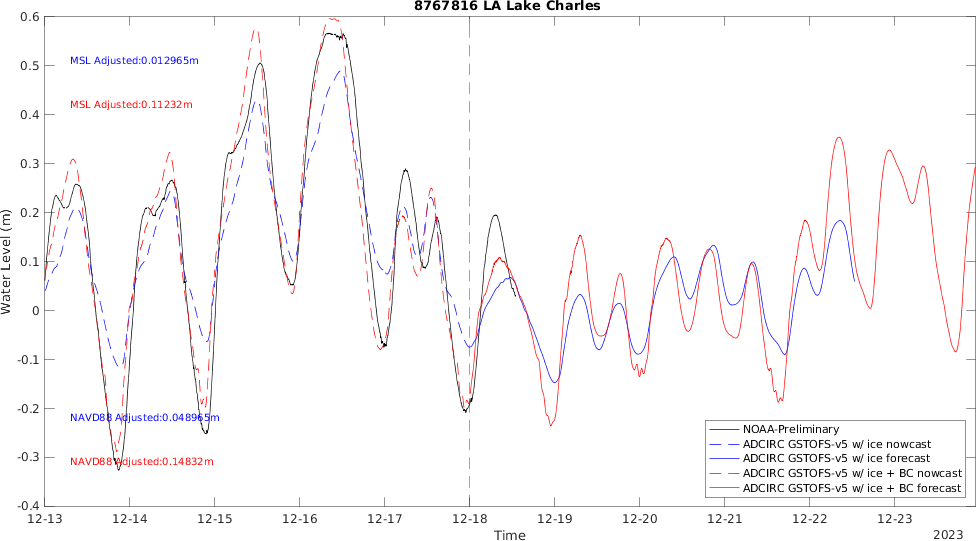 8767816 LA Lake Charles
0.6
0.5
0.4
0.3
0.2
0.1
0
-0.1
-0.2
-0.3
-0.4
Water Level (m)
MSL Adjusted:0.012965m
MSL Adjusted:0.11232m
NAVD88 Adjusted:0.048965m
NAVD88 Adjusted:0.14832m
NOAA-Preliminary
ADCIRC GSTOFS-v5 w/ ice nowcast
ADCIRC GSTOFS-v5 w/ ice forecast
ADCIRC GSTOFS-v5 w/ ice + BC nowcast
ADCIRC GSTOFS-v5 w/ ice + BC forecast
12-13 12-14 12-15 12-16 12-17 12-18 12-19 12-20 12-21 12-22 12-23
Time
2023